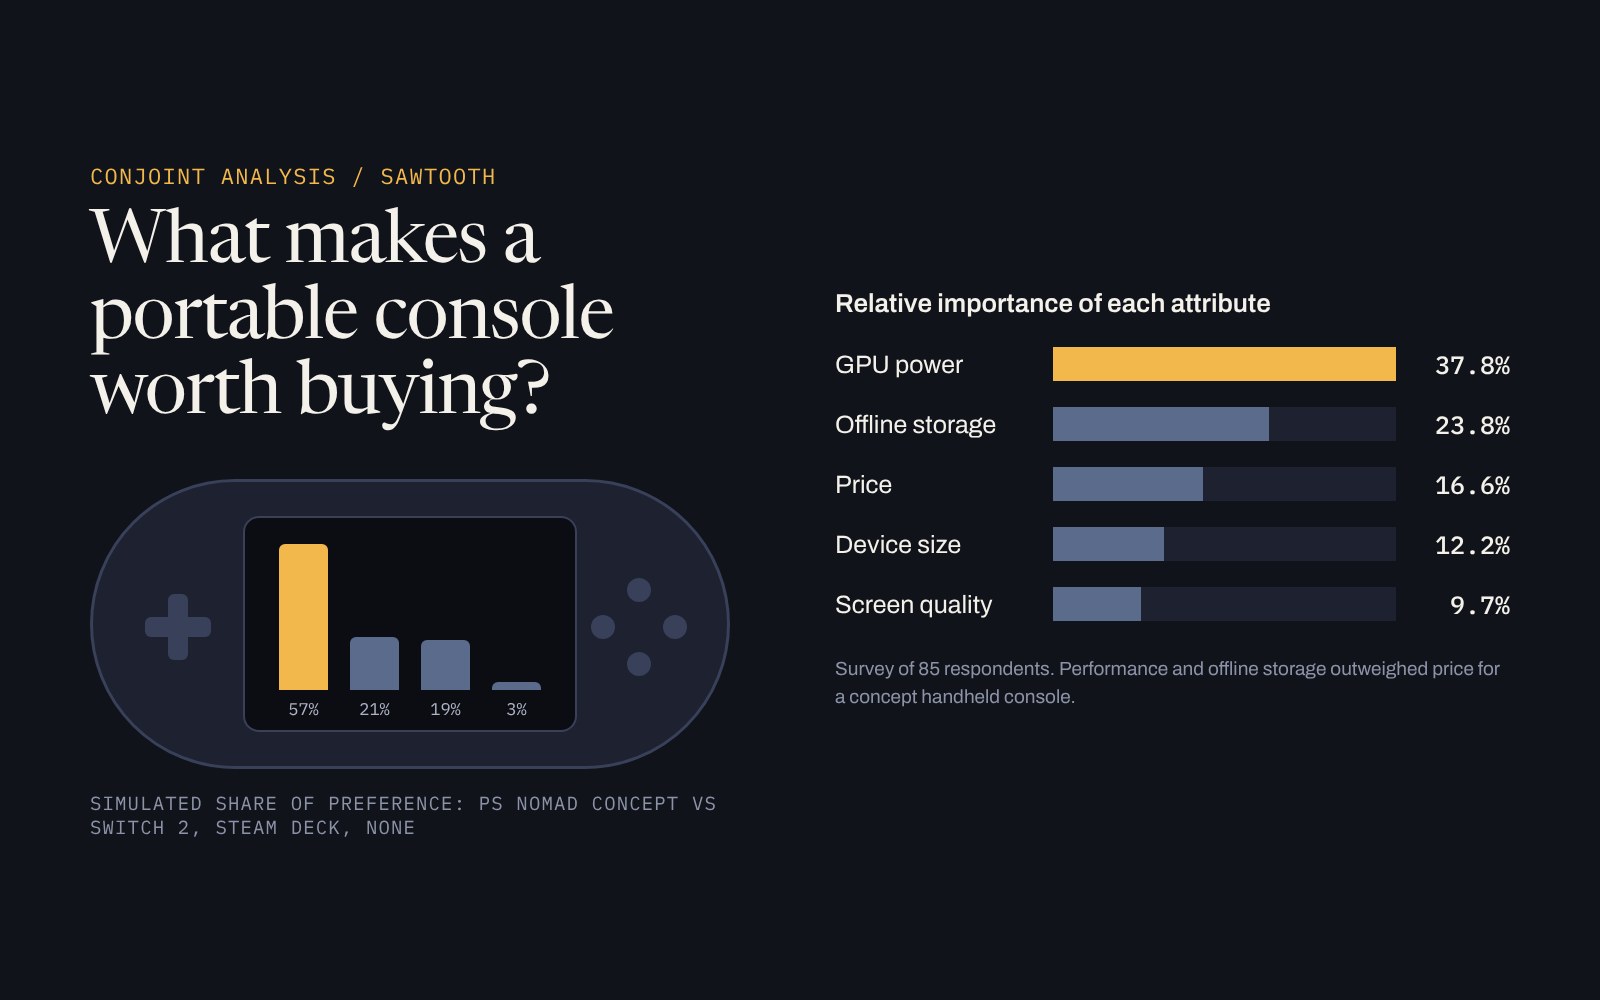 CONJOINT ANALYSIS / SAWTOOTH
What makes a
portable console
worth buying?
57% 21% 19% 3%
SIMULATED SHARE OF PREFERENCE: PS NOMAD CONCEPT VS
SWITCH 2, STEAM DECK, NONE
Relative importance of each attribute
GPU power 37.8%
Offline storage 23.8%
Price 16.6%
Device size 12.2%
Screen quality 9.7%
Survey of 85 respondents. Performance and offline storage outweighed price for
a concept handheld console.